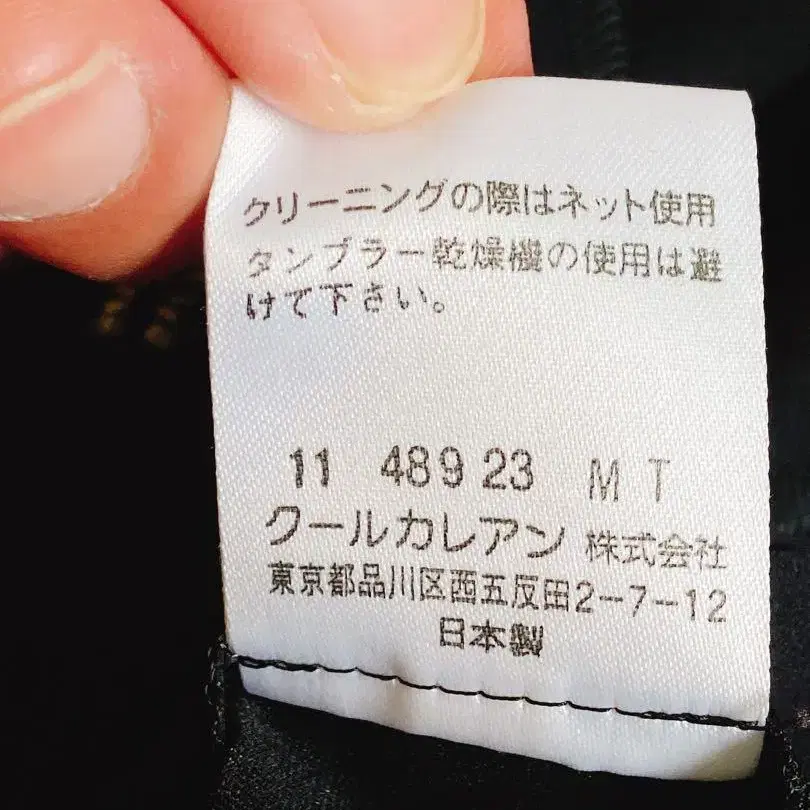 クリーニングの際はネット使用
タンブラー乾燥機の使用は避
けて下さい。
11 489 23 M T
クールカレアン 株式会社
東京都品川区西五反田2-7-12
日本製